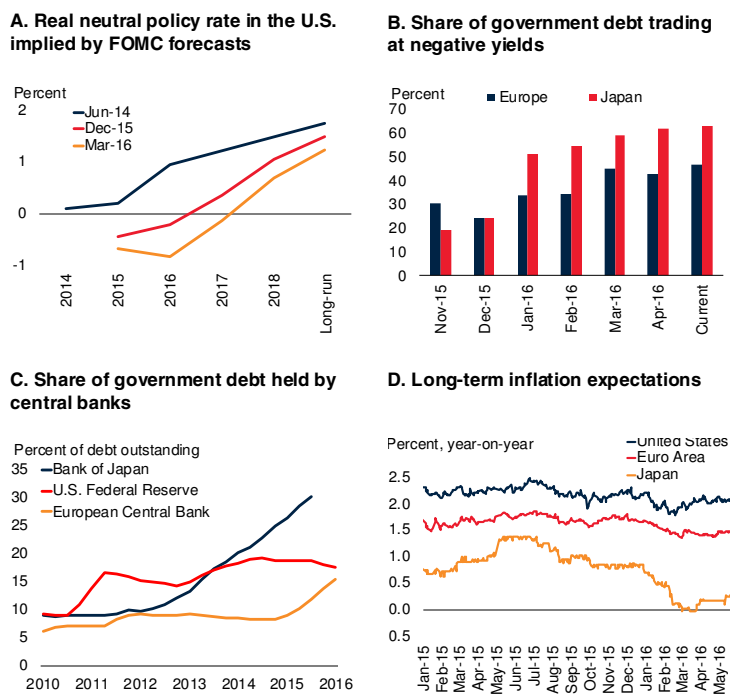 A. Real neutral policy rate in the U.S.
implied by FOMC forecasts
Percent
2
1
0
-1
Jun-14
Dec-15
Mar-16
2014
2015
2016
2017
2018
Long-run
B. Share of government debt trading
at negative yields
Percent
70
60
50
40
30
20
10
0
Europe
Japan
Nov-15
Dec-15
Jan-16
Feb-16
Mar-16
Apr-16
Current
C. Share of government debt held by
central banks
Percent of debt outstanding
35
30
25
20
15
10
5
0
Bank of Japan
U.S. Federal Reserve
European Central Bank
2010
2011
2012
2013
2014
2015
2016
D. Long-term inflation expectations
Percent, year-on-year
United States
Euro Area
Japan
2.5
2.0
1.5
1.0
0.0
0.5
Jan-15
Feb-15
Mar-15
Apr-15
May-15
Jun-15
Jul-15
Aug-15
Sep-15
Oct-15
Nov-15
Dec-15
Jan-16
Feb-16
Mar-16
Apr-16
May-16